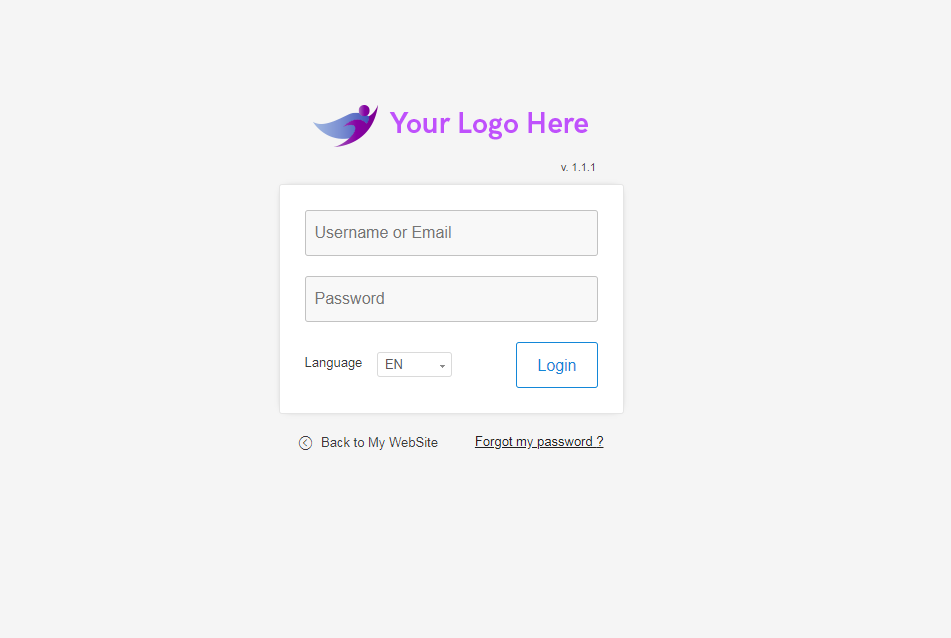 Your Logo Here
v. 1.1.1
Username or Email
Password
Language EN Login
Back to My WebSite Forgot my password ?